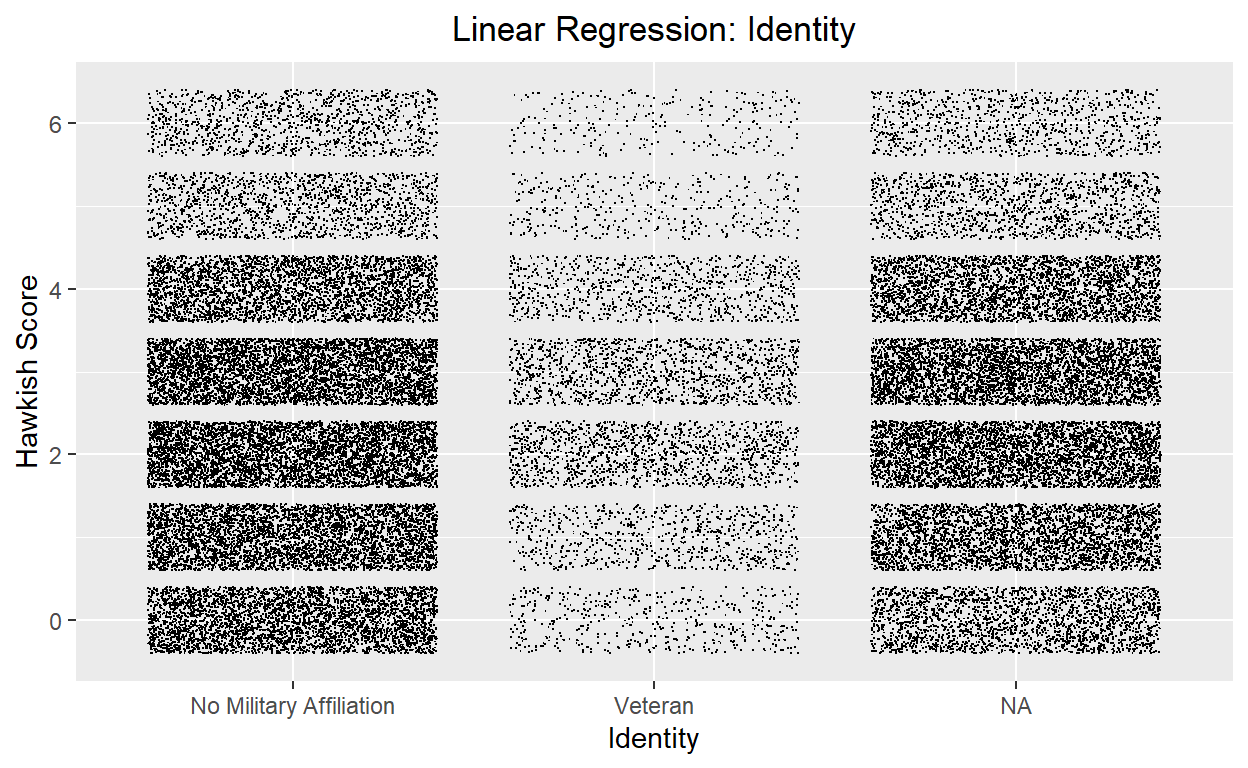 Linear Regression: Identity
Hawkish Score
6
4
2
0
No Military Affiliation
Veteran
NA
Identity